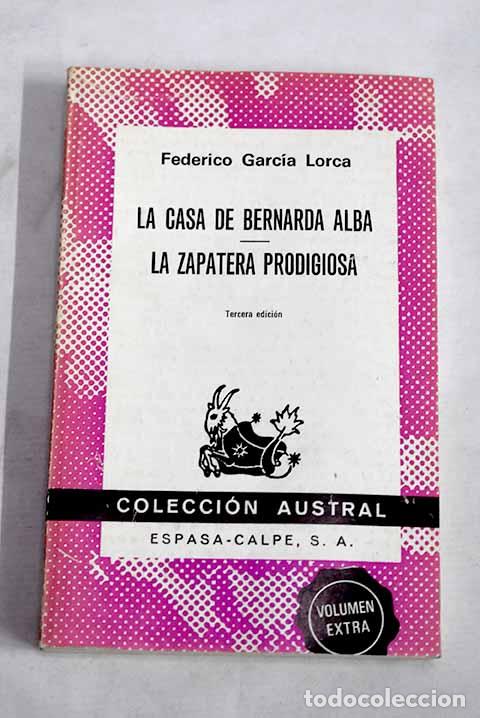 Federico García Lorca
LA CASA DE BERNARDA ALBA
LA ZAPATERA PRODIGIOSA
Tercera edición
COLECCIÓN AUSTRAL
ESPASA-CALPE, S. A.
VOLUMEN
EXTRA
todocoleccion